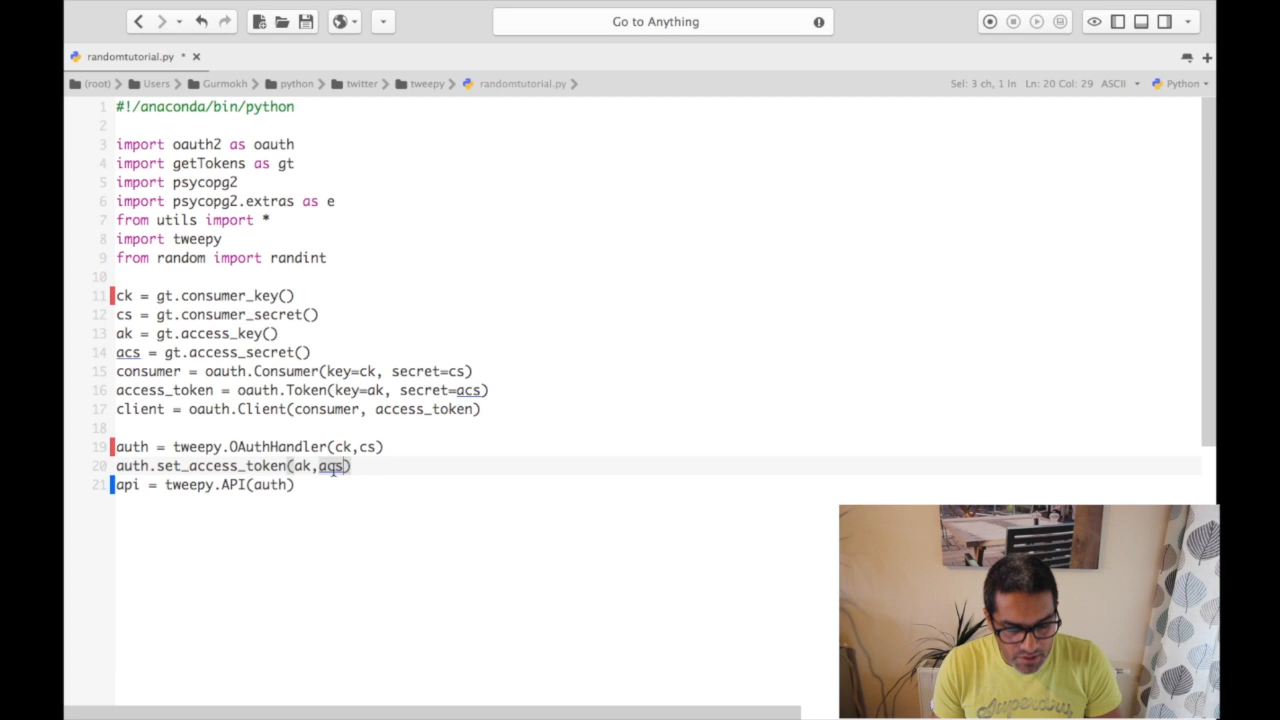 Go to Anything
randomtutorial.py *
(root) Users Gurmokh python twitter tweepy randomtutorial.py Sel: 3 ch, 1 ln Ln: 20 Col: 29 ASCII Python
1 #!/anaconda/bin/python
2
3 import oauth2 as oauth
4 import getTokens as gt
5 import psycopg2
6 import psycopg2.extras as e
7 from utils import *
8 import tweepy
9 from random import randint
10
11 ck = gt.consumer_key()
12 cs = gt.consumer_secret()
13 ak = gt.access_key()
14 acs = gt.access_secret()
15 consumer = oauth.Consumer(key=ck, secret=cs)
16 access_token = oauth.Token(key=ak, secret=acs)
17 client = oauth.Client(consumer, access_token)
18
19 auth = tweepy.OAuthHandler(ck,cs)
20 auth.set_access_token(ak,acs)
21 api = tweepy.API(auth)